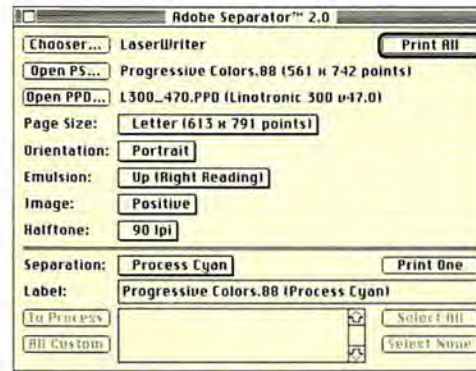 Adobe Separator™ 2.0
Chooser... LaserWriter Print All
Open PS... Progressive Colors.88 (561 x 742 points)
Open PPD... L300_470.PPD (Linotronic 300 v47.0)
Page Size: Letter (613 x 791 points)
Orientation: Portrait
Emulsion: Up (Right Reading)
Image: Positive
Halftone: 90 lpi
Separation: Process Cyan Print One
Label: Progressive Colors.88 (Process Cyan)
To Process Select All
All Custom Select None